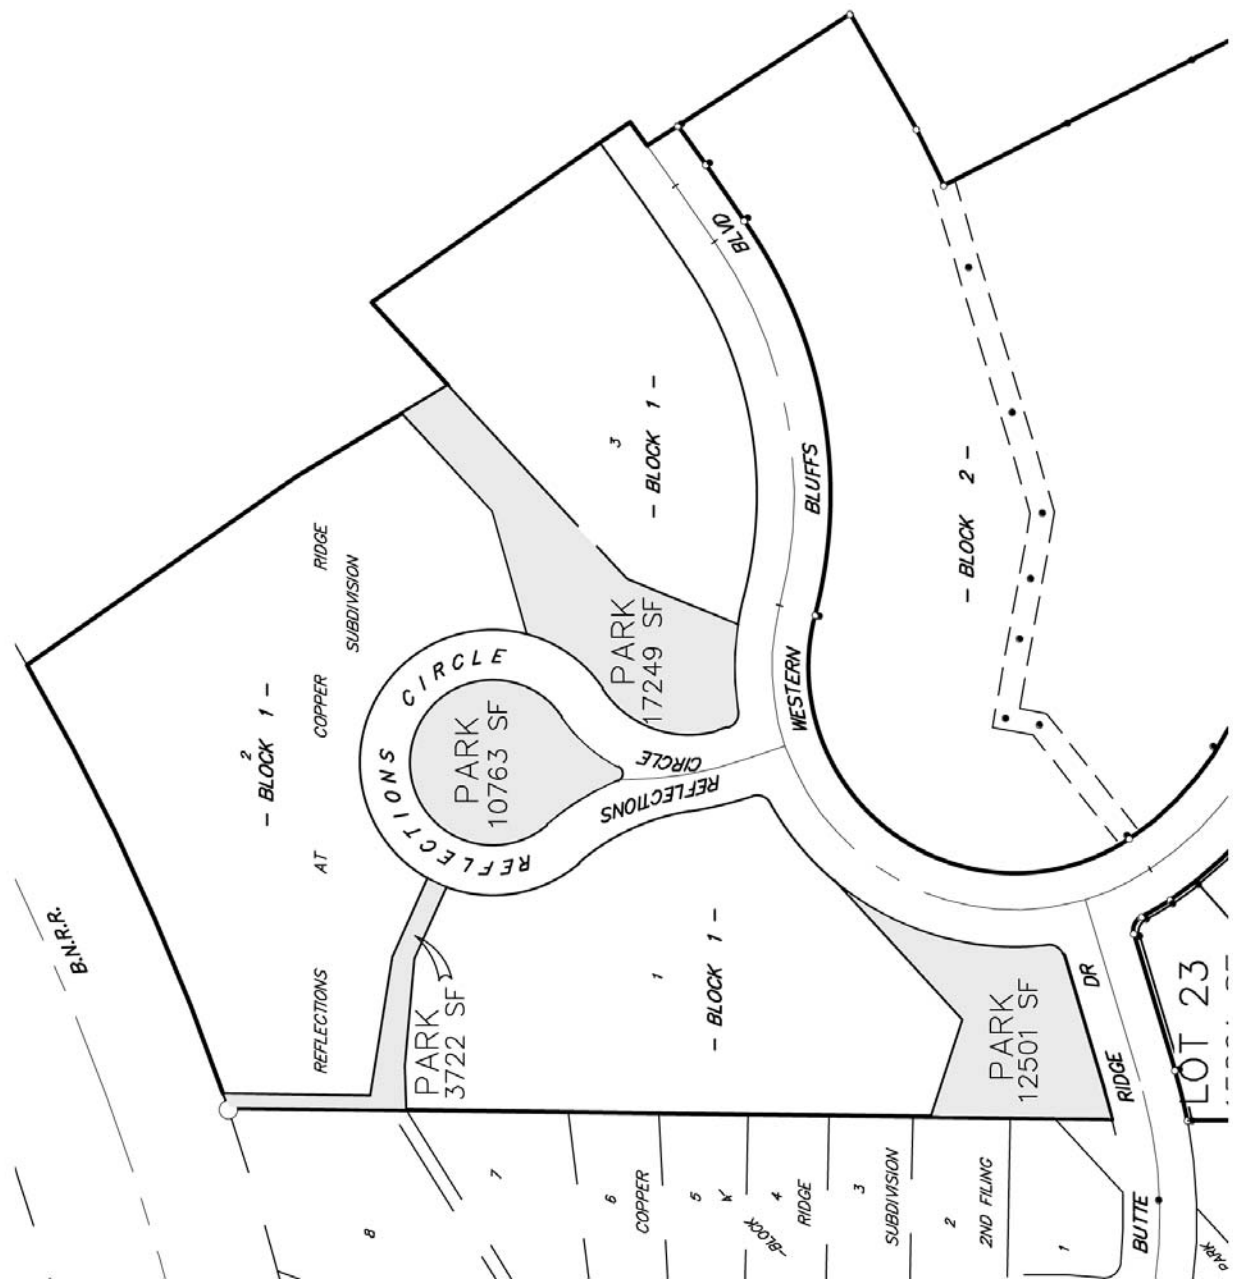 BLVD
3
- BLOCK 1 -
BLUFFS
- BLOCK 2 -
REFLECTIONS AT COPPER RIDGE
SUBDIVISION
PARK
17249 SF
REFLECTIONS CIRCLE
WESTERN
2
- BLOCK 1 -
PARK
10763 SF
REFLECTIONS CIRCLE
B.N.R.R.
1
- BLOCK 1 -
PARK
3722 SF
PARK
12501 SF
BUTTE RIDGE DR
LOT 23
8
7
6
COPPER
5
4
-BLOCK
RIDGE
3
SUBDIVISION
2
2ND FILING
1
PARK